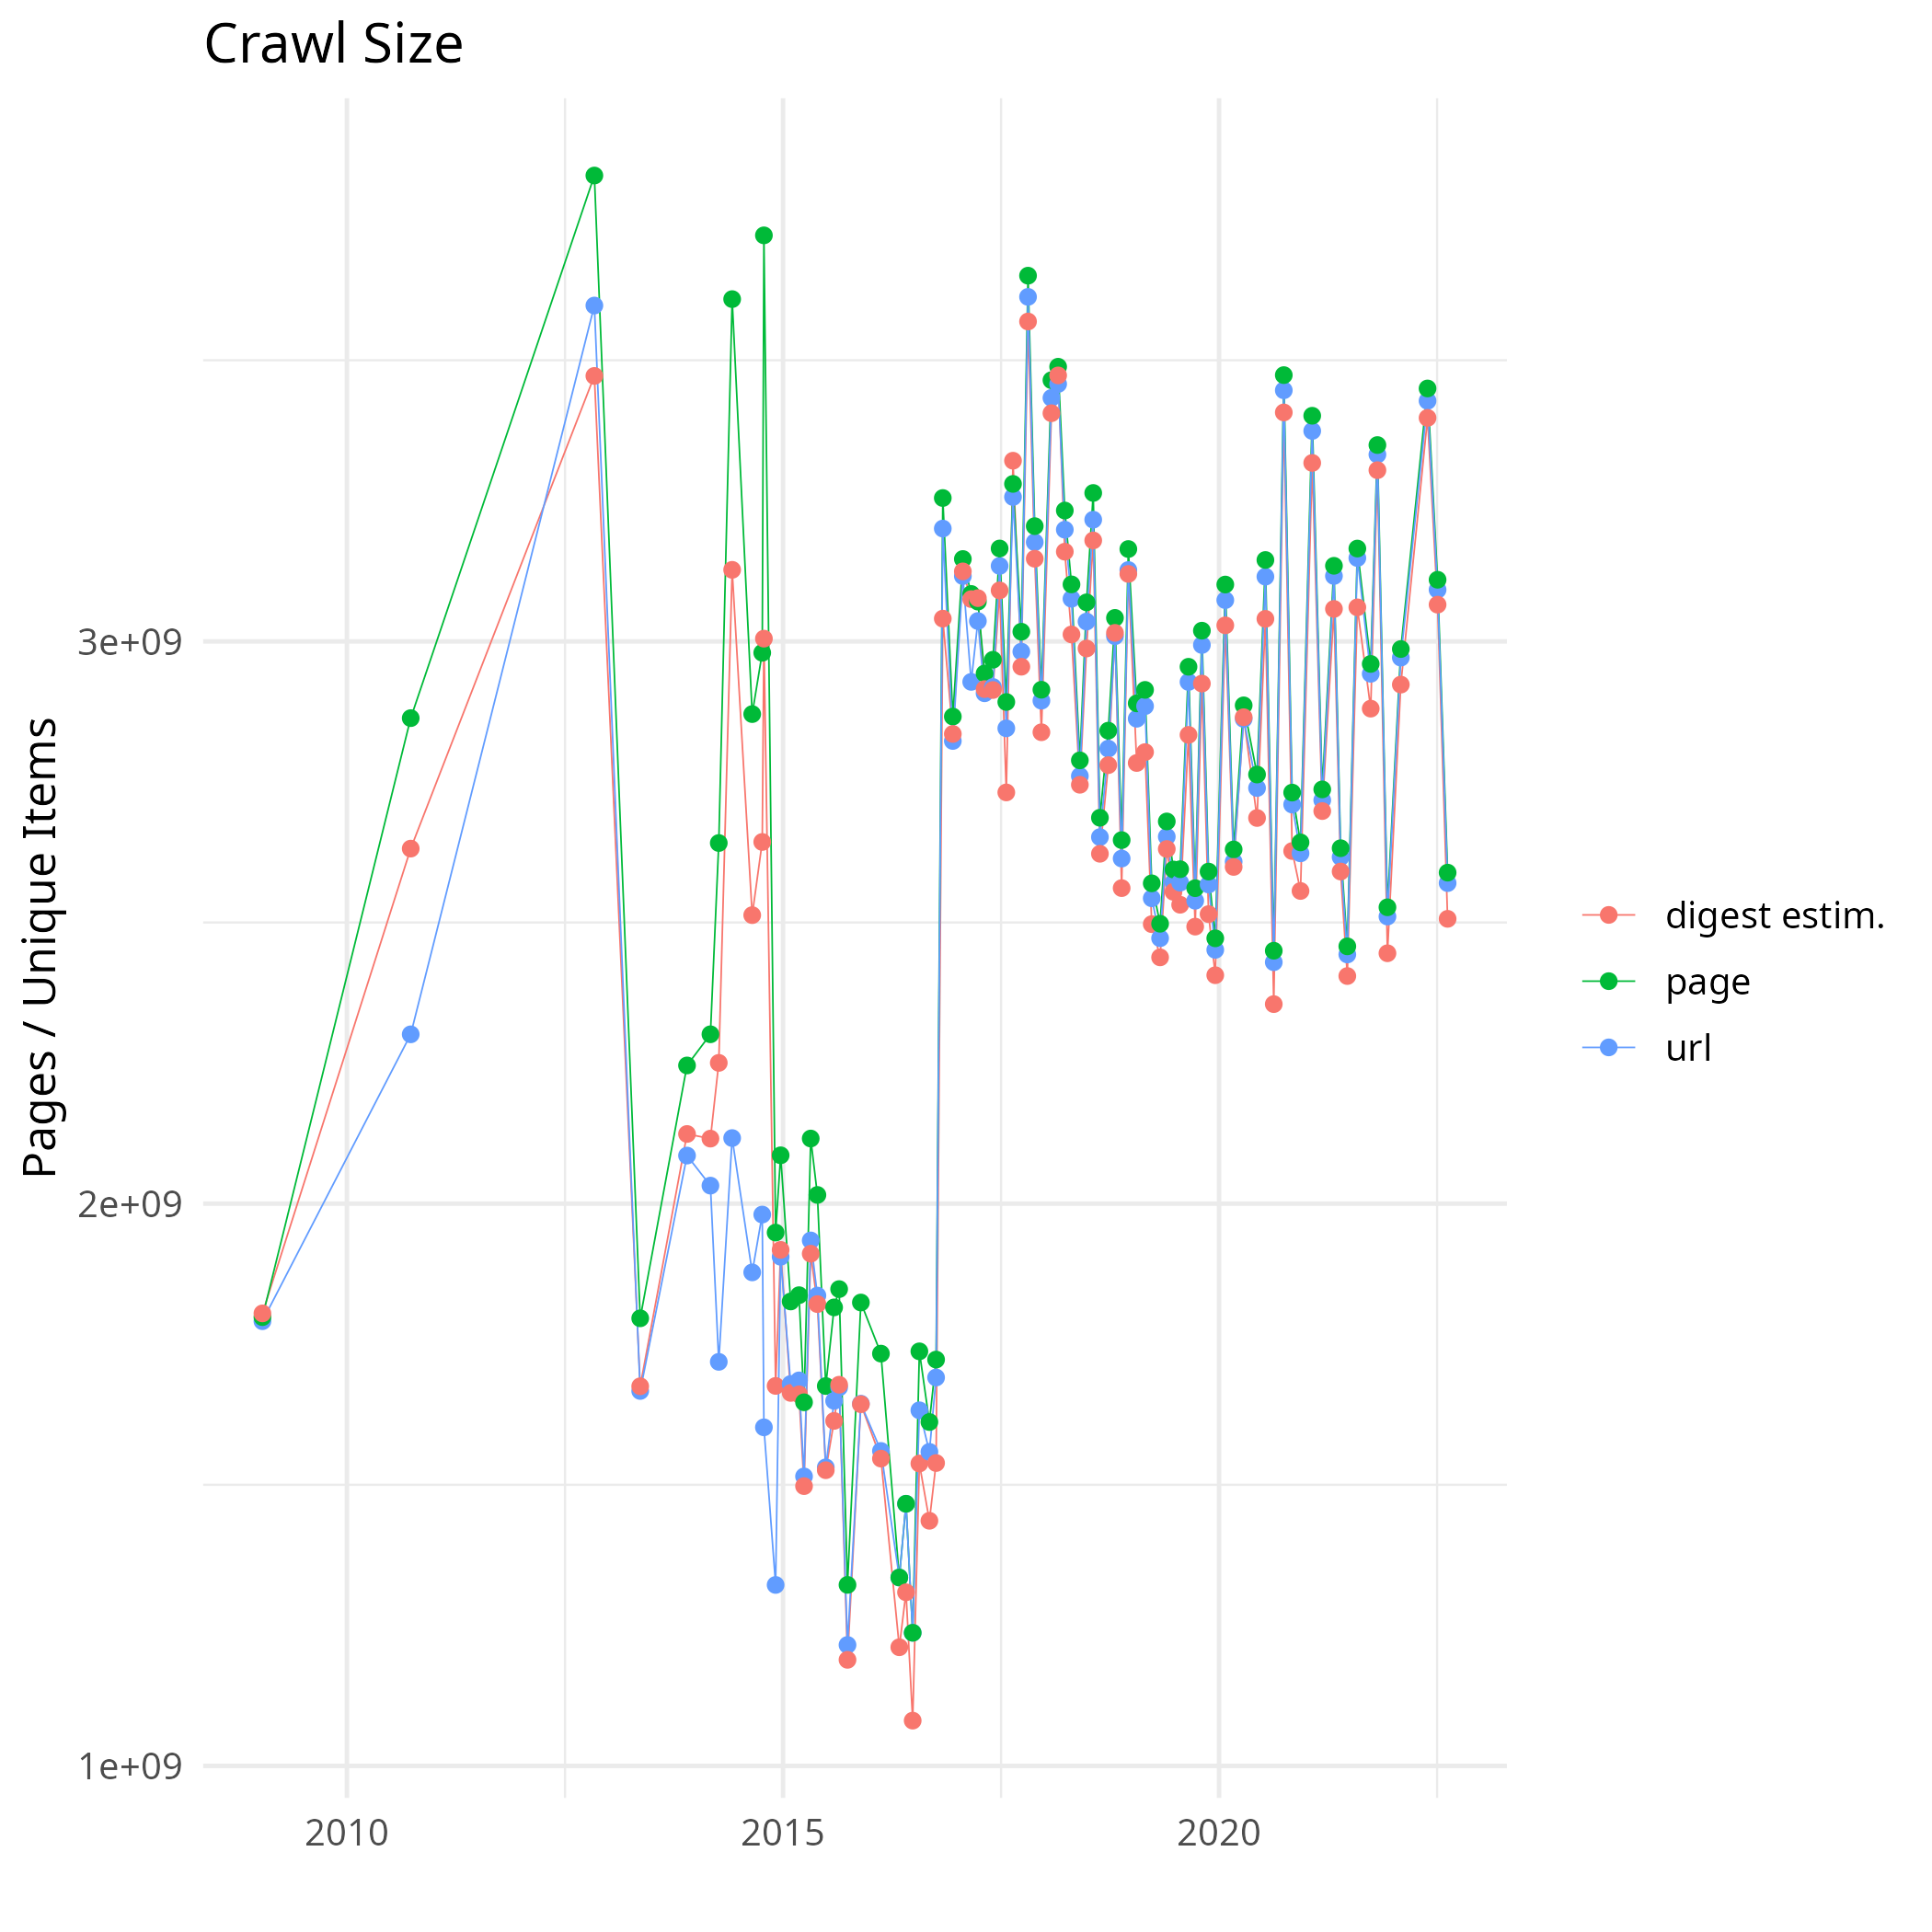 Crawl Size
Pages / Unique Items
3e+09
2e+09
1e+09
2010
2015
2020
digest estim.
page
url